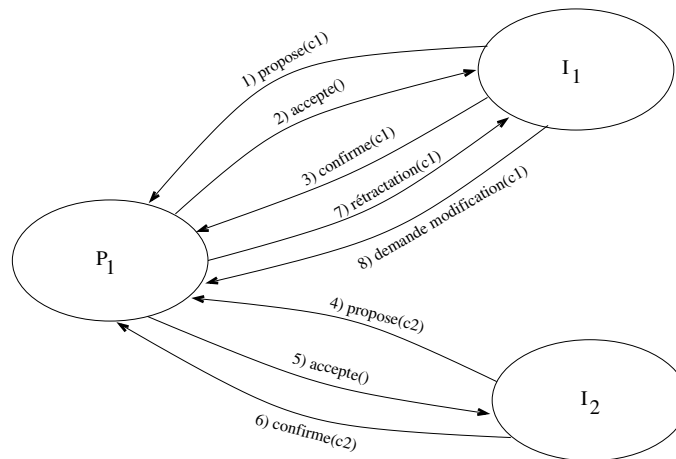 1) propose(c1)
I1
2) accepte()
3) confirme(c1)
7) rétractation(c1)
8) demande modification(c1)
P1
4) propose(c2)
5) accepte()
I2
6) confirme(c2)